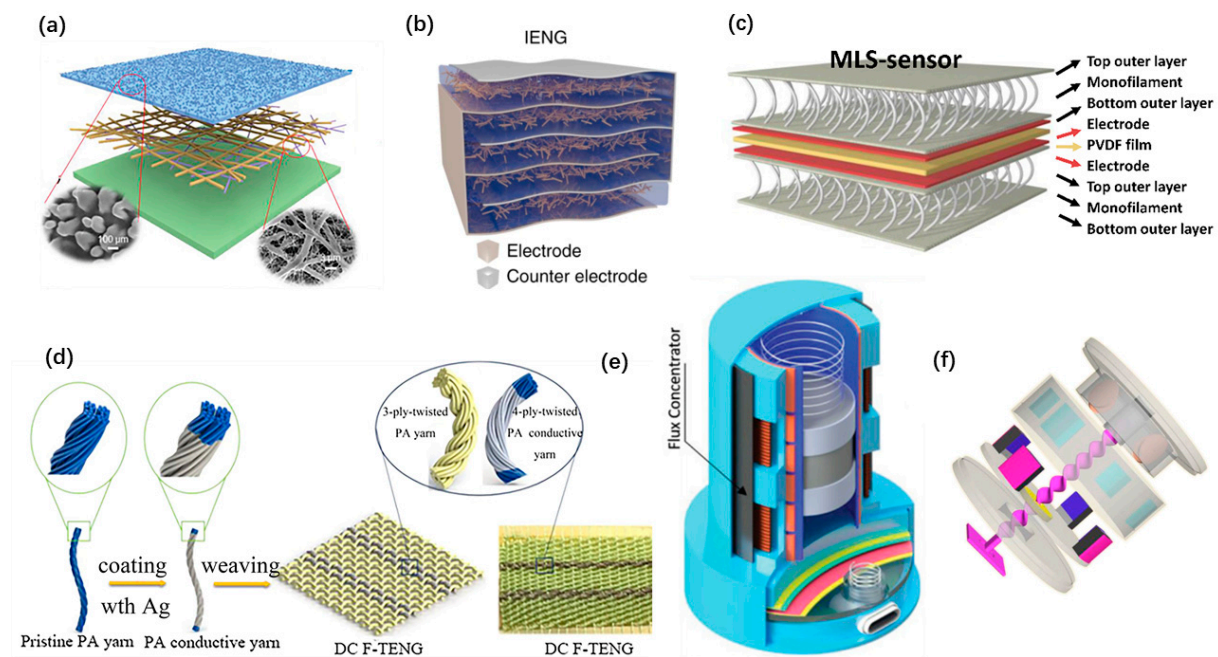 (a)
100 μm
μm
(b)
IENG
Electrode
Counter electrode
(c)
MLS-sensor
Top outer layer
Monofilament
Bottom outer layer
Electrode
PVDF film
Electrode
Top outer layer
Monofilament
Bottom outer layer
(d)
3-ply-twisted
PA yarn
4-ply-twisted
PA conductive
yarn
coating
wth Ag
weaving
Pristine PA yarn
PA conductive yarn
DC F-TENG
DC F-TENG
(e)
Flux Concentrator
(f)